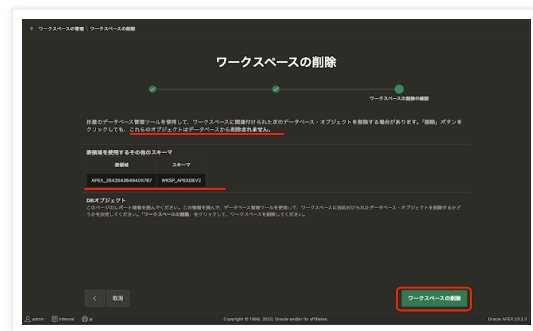 ワークスペースの管理 \ ワークスペースの削除
ワークスペースの削除
ワークスペースの削除の確認
任意のデータベース管理ツールを使用して、ワークスペースに関連付けられた次のデータベース・オブジェクトを削除する場合があります。「削除」ボタンを
クリックしても、これらのオブジェクトはデータベースから削除されません。
表領域を使用するその他のスキーマ
表領域 スキーマ
WKSP_APEXDEV2
DBオブジェクト
このページのレポート情報を読んでください。この情報を読んで、データベース管理ツールを使用して、ワークスペースに対応付けられたデータベース・オブジェクトを削除するかど
うかを決定してください。「ワークスペースの削除」をクリックして、ワークスペースを削除してください。
取消 ワークスペースの削除
admin internal ja Copyright © 1999, 2023, Oracle and/or its affiliates. Oracle APEX 23.2.3